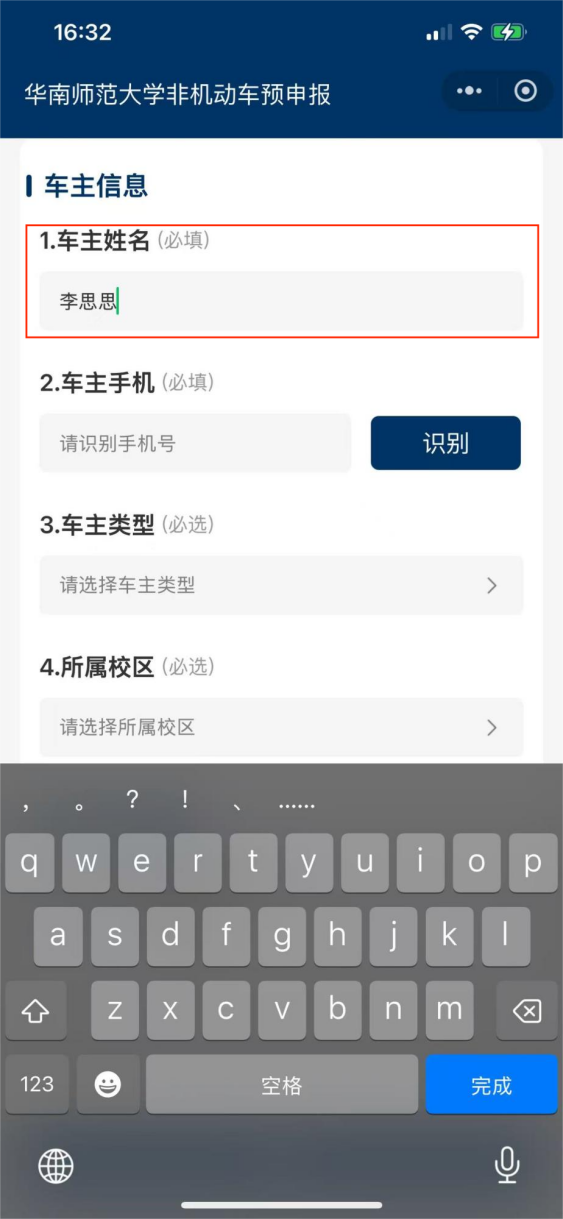 16:32
华南师范大学非机动车预申报
车主信息
1.车主姓名 (必填)
李思思
2.车主手机 (必填)
请识别手机号 识别
3.车主类型 (必选)
请选择车主类型
4.所属校区 (必选)
请选择所属校区
， 。 ？ ！ 、 ……
q w e r t y u i o p
a s d f g h j k l
z x c v b n m
123 空格 完成